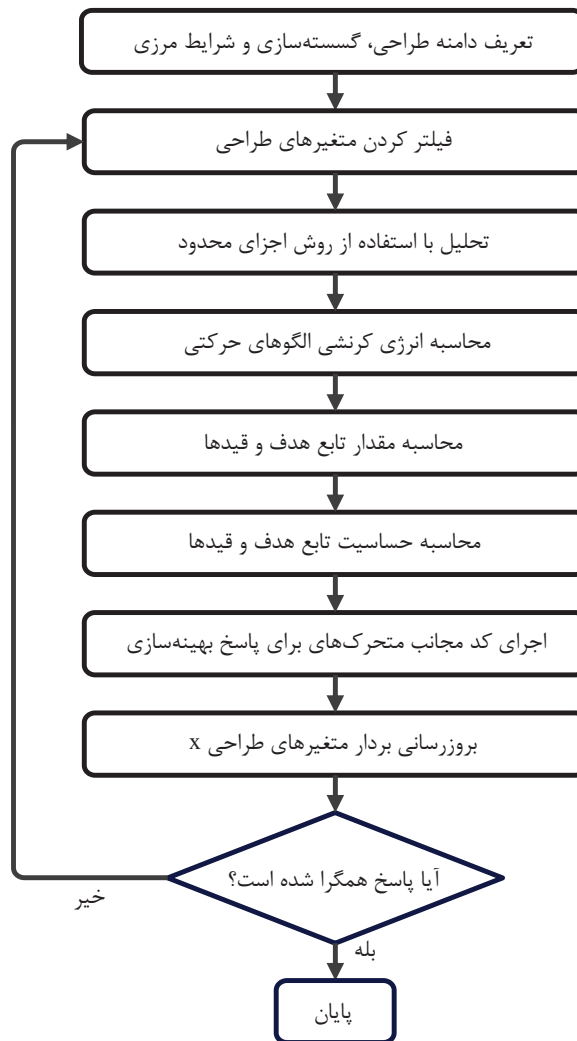 تعریف دامنه طراحی، گسسته‌سازی و شرایط مرزی
فیلتر کردن متغیرهای طراحی
تحلیل با استفاده از روش اجزای محدود
محاسبه انرژی کرنشی الگوهای حرکتی
محاسبه مقدار تابع هدف و قیدها
محاسبه حساسیت تابع هدف و قیدها
اجرای کد مجانب متحرک‌های برای پاسخ بهینه‌سازی
بروزرسانی بردار متغیرهای طراحی x
آیا پاسخ همگرا شده است؟
خیر
بله
پایان